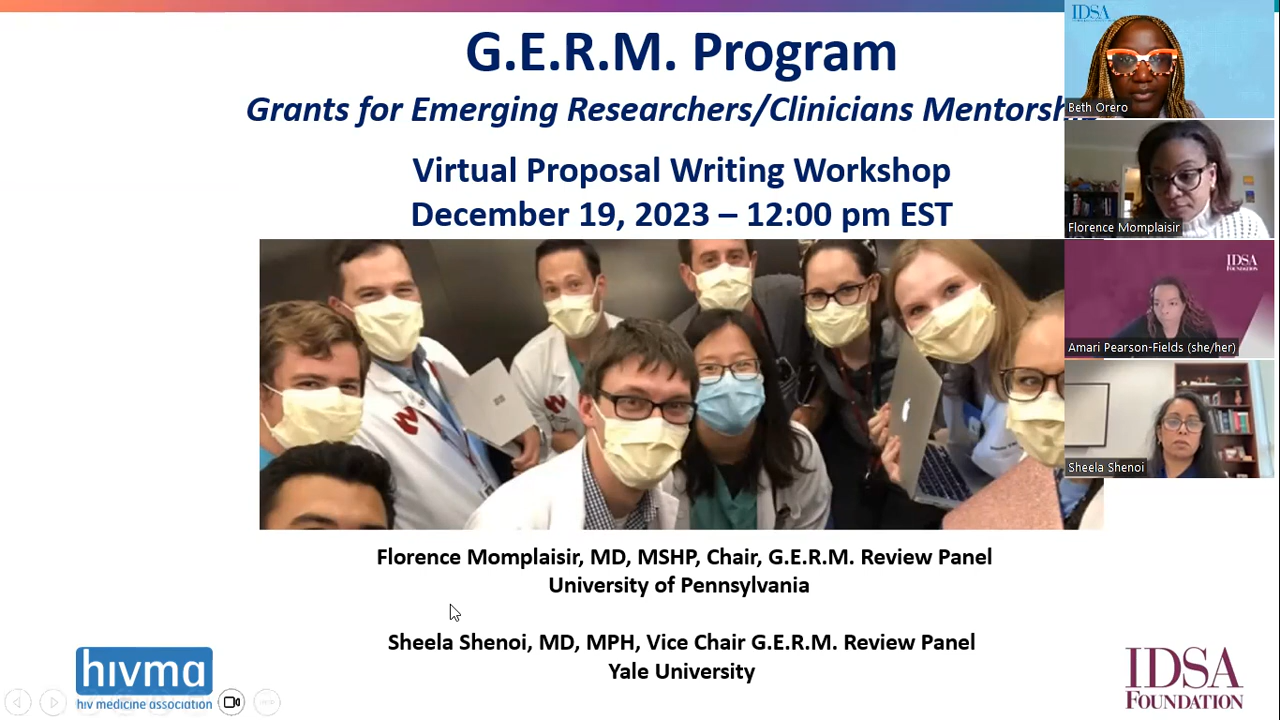 G.E.R.M. Program
Grants for Emerging Researchers/Clinicians Mentorsh
Virtual Proposal Writing Workshop
December 19, 2023 – 12:00 pm EST
IDSA
Beth Orero
Florence Momplaisir
IDSA
FOUNDATION
Amari Pearson-Fields (she/her)
Sheela Shenoi
Florence Momplaisir, MD, MSHP, Chair, G.E.R.M. Review Panel
University of Pennsylvania
Sheela Shenoi, MD, MPH, Vice Chair G.E.R.M. Review Panel
Yale University
hivma
hiv medicine association
IDSA
FOUNDATION